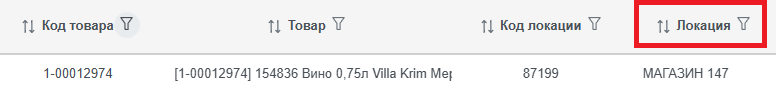 Код товара Товар Код локации Локация
1-00012974 [1-00012974] 154836 Вино 0,75л Villa Krim Мер 87199 МАГАЗИН 147